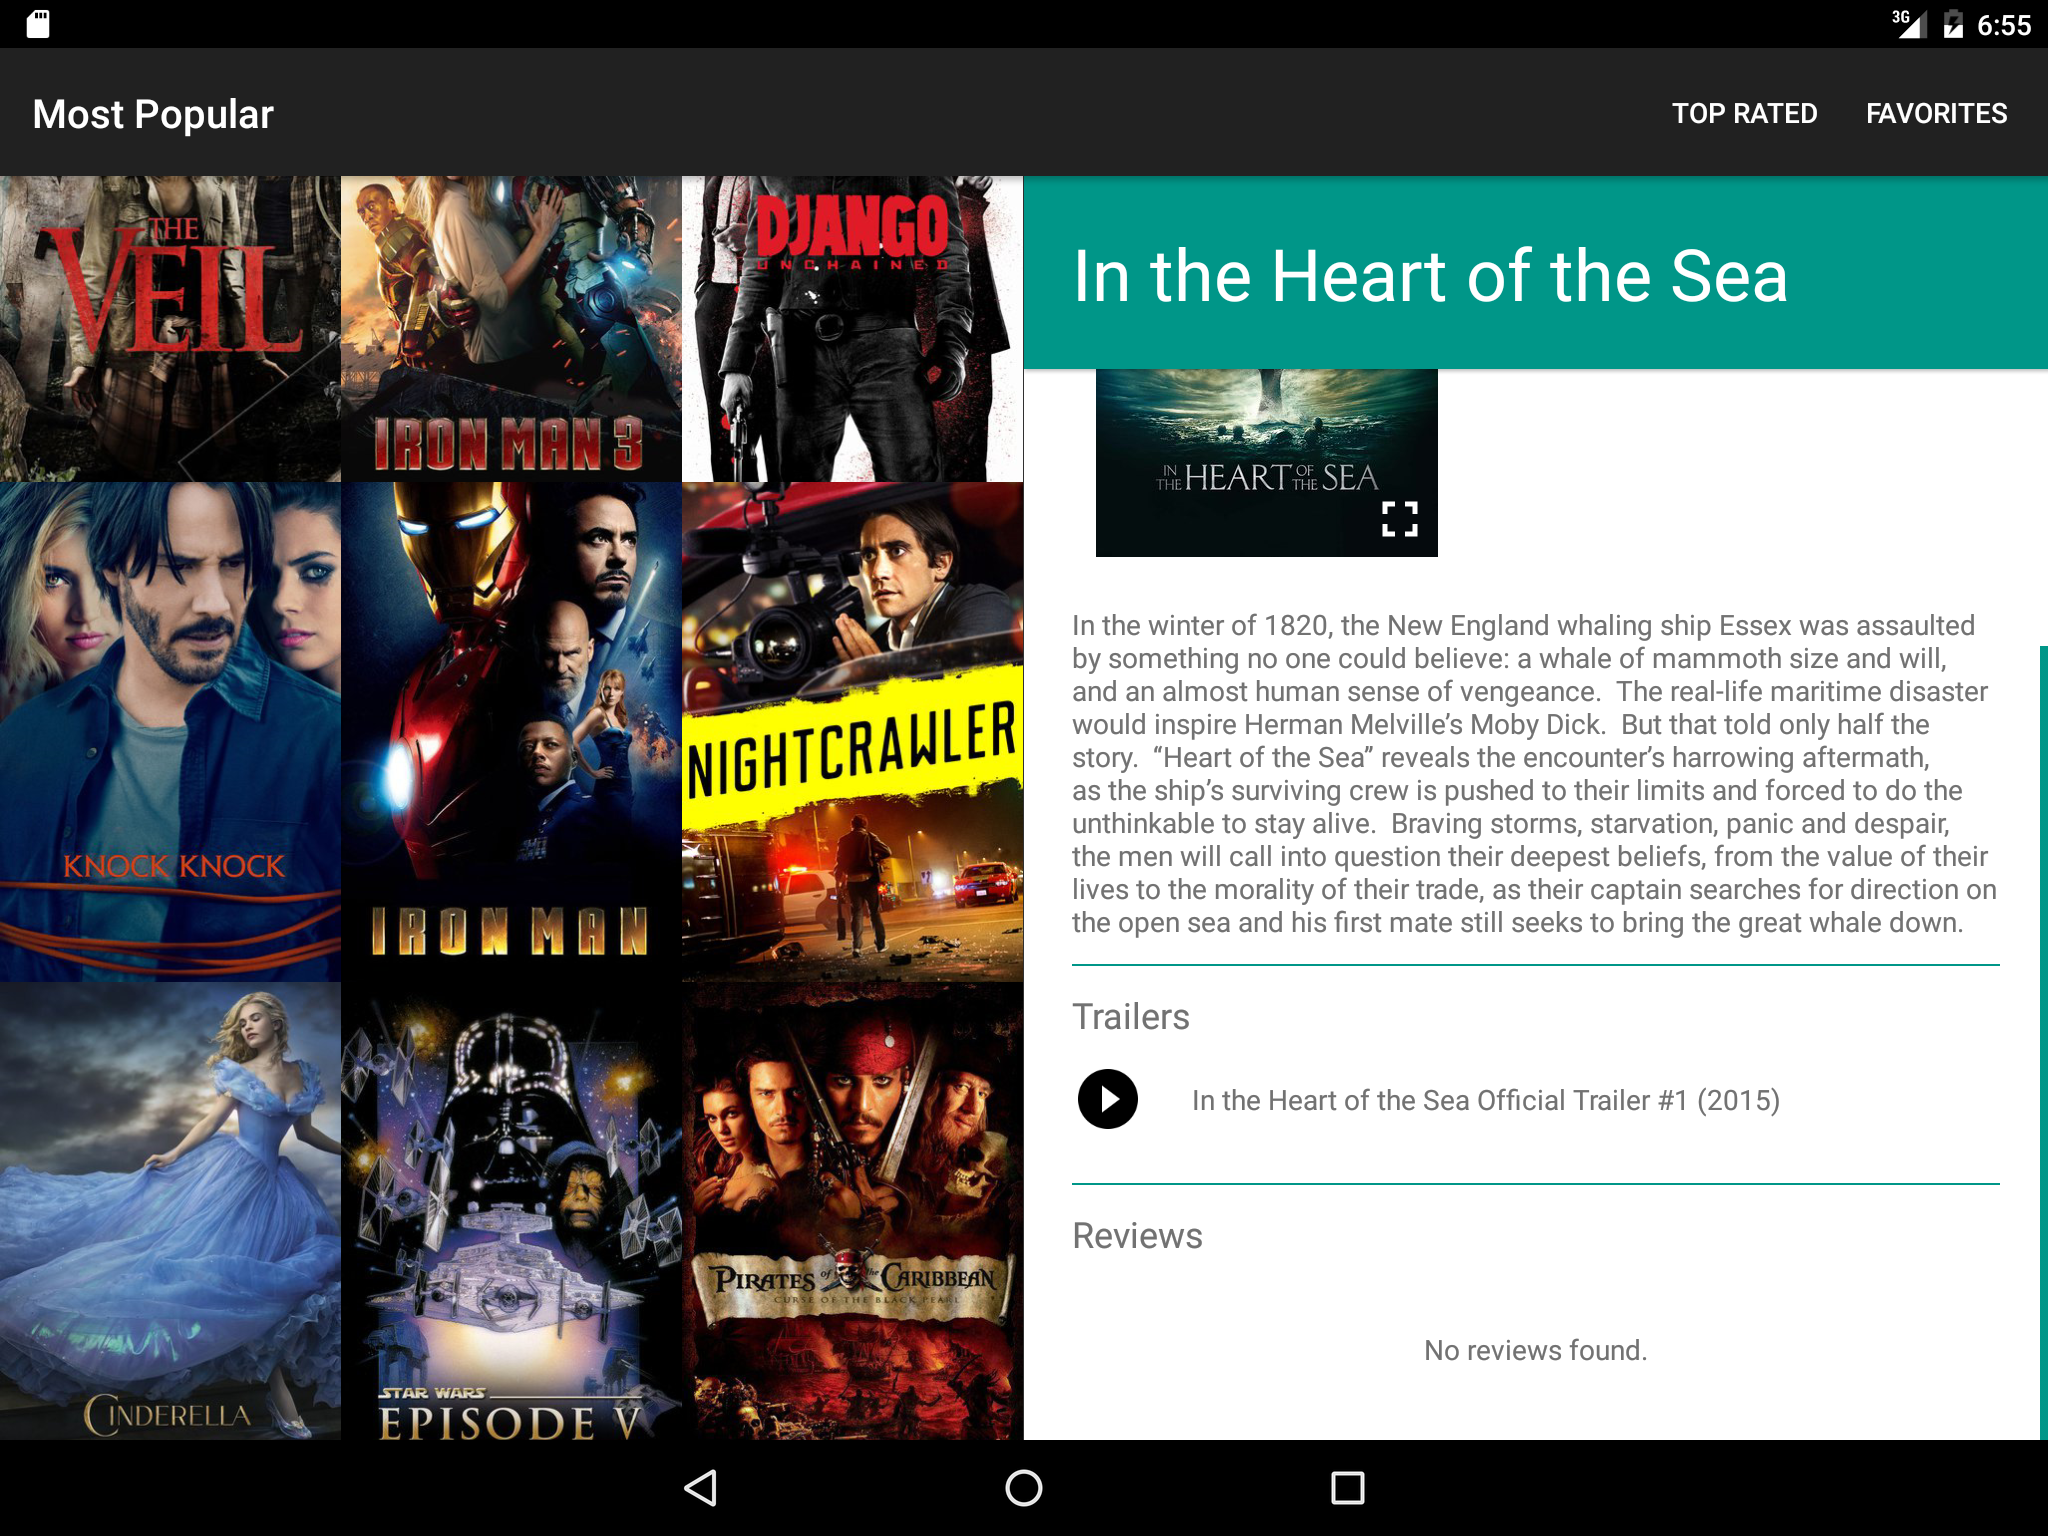 3G 6:55
Most Popular
TOP RATED FAVORITES
THE
VEIL
IRON MAN 3
DJANGO
UNCHAINED
KNOCK KNOCK
IRON MAN
NIGHTCRAWLER
CINDERELLA
STAR WARS
EPISODE V
PIRATES of the CARIBBEAN
CURSE OF THE BLACK PEARL
In the Heart of the Sea
IN THE HEART OF THE SEA
In the winter of 1820, the New England whaling ship Essex was assaulted
by something no one could believe: a whale of mammoth size and will,
and an almost human sense of vengeance.  The real-life maritime disaster
would inspire Herman Melville’s Moby Dick.  But that told only half the
story.  “Heart of the Sea” reveals the encounter’s harrowing aftermath,
as the ship’s surviving crew is pushed to their limits and forced to do the
unthinkable to stay alive.  Braving storms, starvation, panic and despair,
the men will call into question their deepest beliefs, from the value of their
lives to the morality of their trade, as their captain searches for direction on
the open sea and his first mate still seeks to bring the great whale down.
Trailers
In the Heart of the Sea Official Trailer #1 (2015)
Reviews
No reviews found.